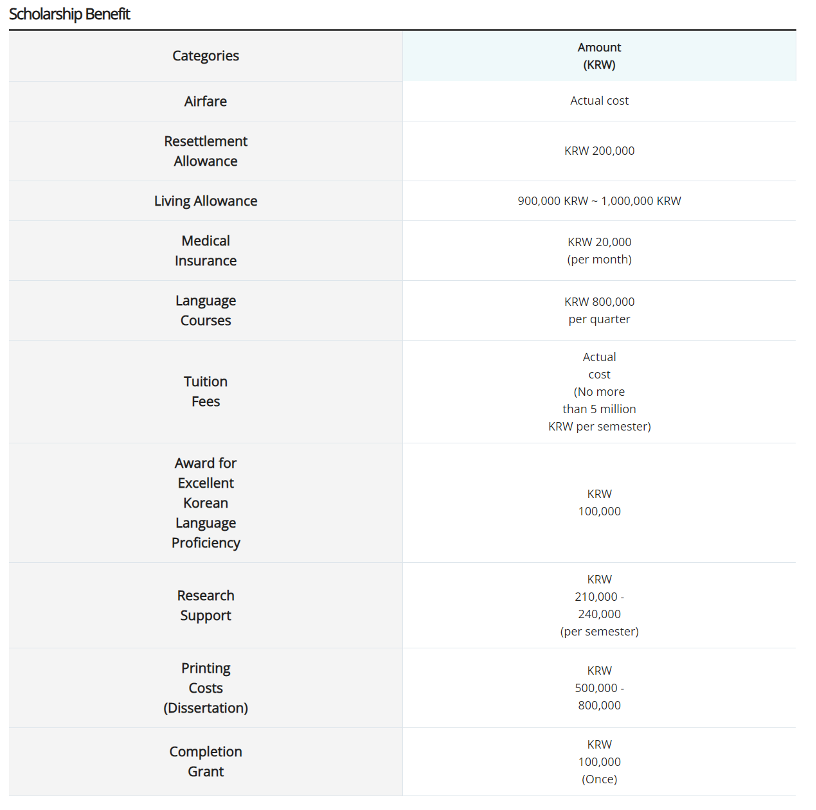 Scholarship Benefit
Categories
Amount
(KRW)
Airfare
Actual cost
Resettlement
Allowance
KRW 200,000
Living Allowance
900,000 KRW ~ 1,000,000 KRW
Medical
Insurance
KRW 20,000
(per month)
Language
Courses
KRW 800,000
per quarter
Tuition
Fees
Actual
cost
(No more
than 5 million
KRW per semester)
Award for
Excellent
Korean
Language
Proficiency
KRW
100,000
Research
Support
KRW
210,000 -
240,000
(per semester)
Printing
Costs
(Dissertation)
KRW
500,000 -
800,000
Completion
Grant
KRW
100,000
(Once)